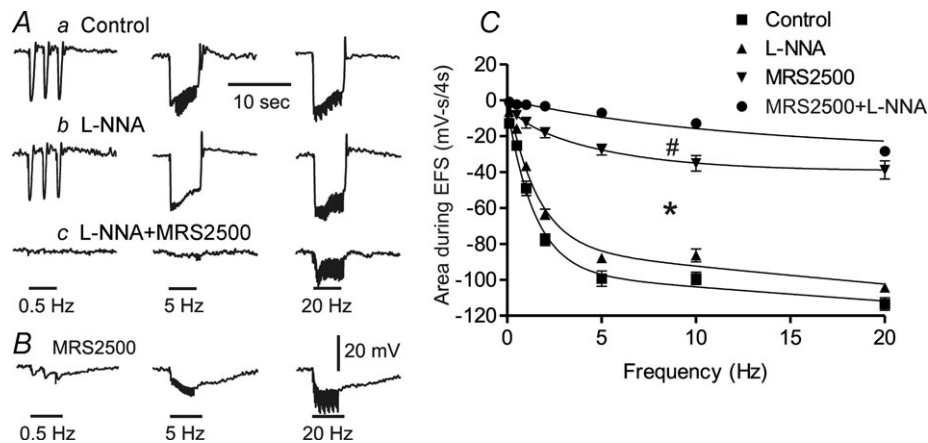 A
a Control
10 sec
b L-NNA
c L-NNA+MRS2500
0.5 Hz
5 Hz
20 Hz
B
MRS2500
20 mV
0.5 Hz
5 Hz
20 Hz
C
Control
L-NNA
MRS2500
MRS2500+L-NNA
Area during EFS (mV-s/4s)
20
0
-20
-40
-60
-80
-100
-120
#
*
0
5
10
15
20
Frequency (Hz)